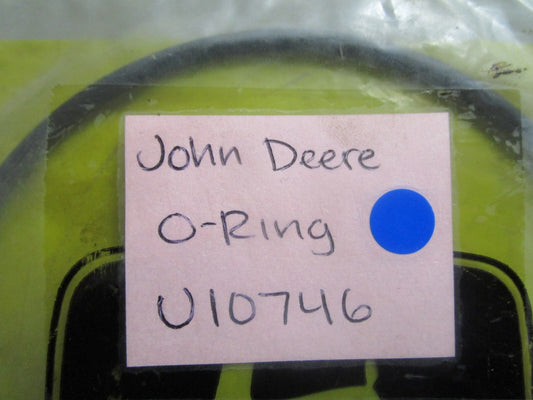 John Deere
O-Ring
U10746